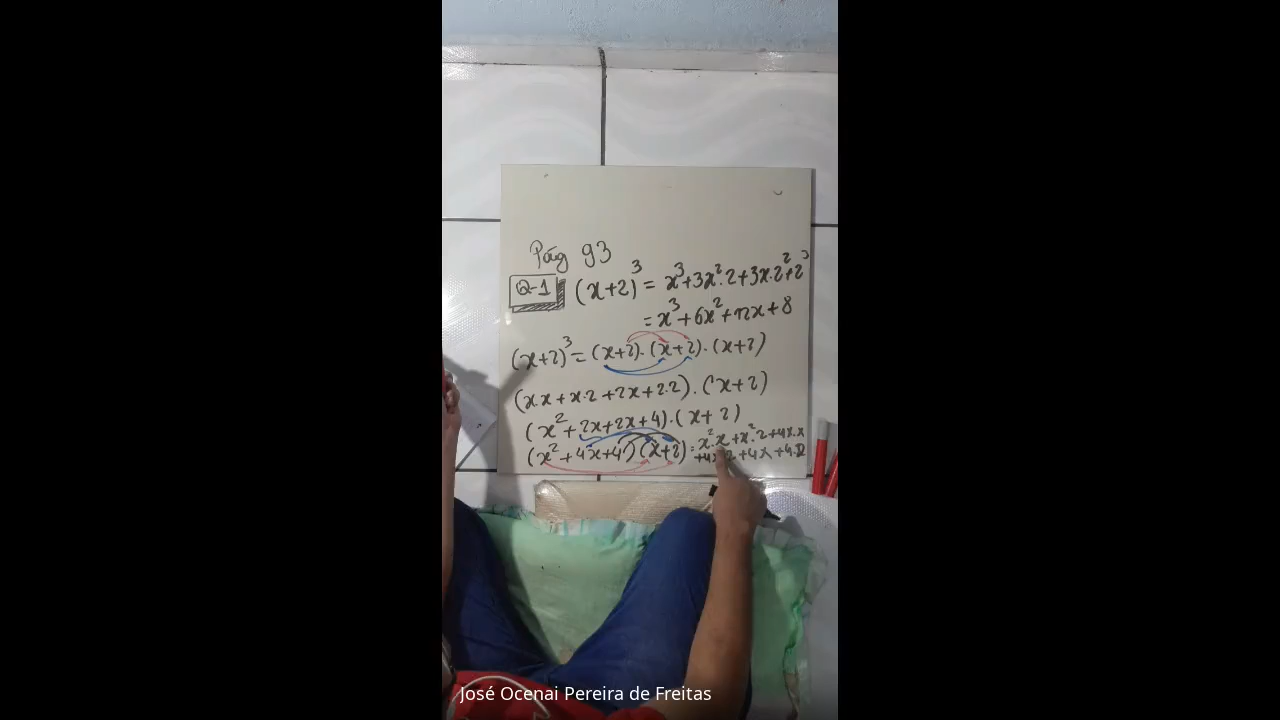 Pág 93
Q-1 (x+2)³ = x³+3x²·2+3x·2²+2³
= x³+6x²+12x+8
(x+2)³ = (x+2)·(x+2)·(x+2)
(x·x+x·2+2x+2·2)·(x+2)
(x²+2x+2x+4)·(x+2)
(x²+4x+4)(x+2) = x²·x+x²·2+4x·x
+4x·2+4x+4·2
José Ocenai Pereira de Freitas